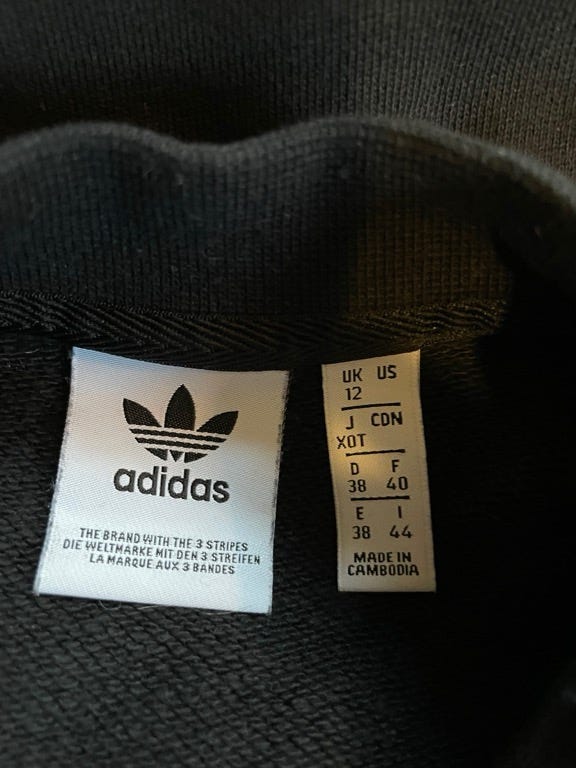 adidas
THE BRAND WITH THE 3 STRIPES
DIE WELTMARKE MIT DEN 3 STREIFEN
LA MARQUE AUX 3 BANDES
UK US
12
J CDN
XOT
D F
38 40
E I
38 44
MADE IN
CAMBODIA